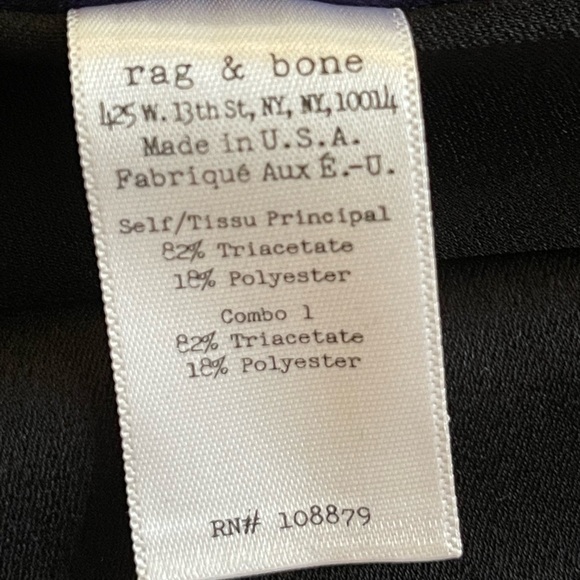 rag & bone
425 W. 13th St, NY, NY, 10014
Made in U.S.A.
Fabriqué Aux É.-U.
Self/Tissu Principal
82% Triacetate
18% Polyester
Combo 1
82% Triacetate
18% Polyester
RN# 108879